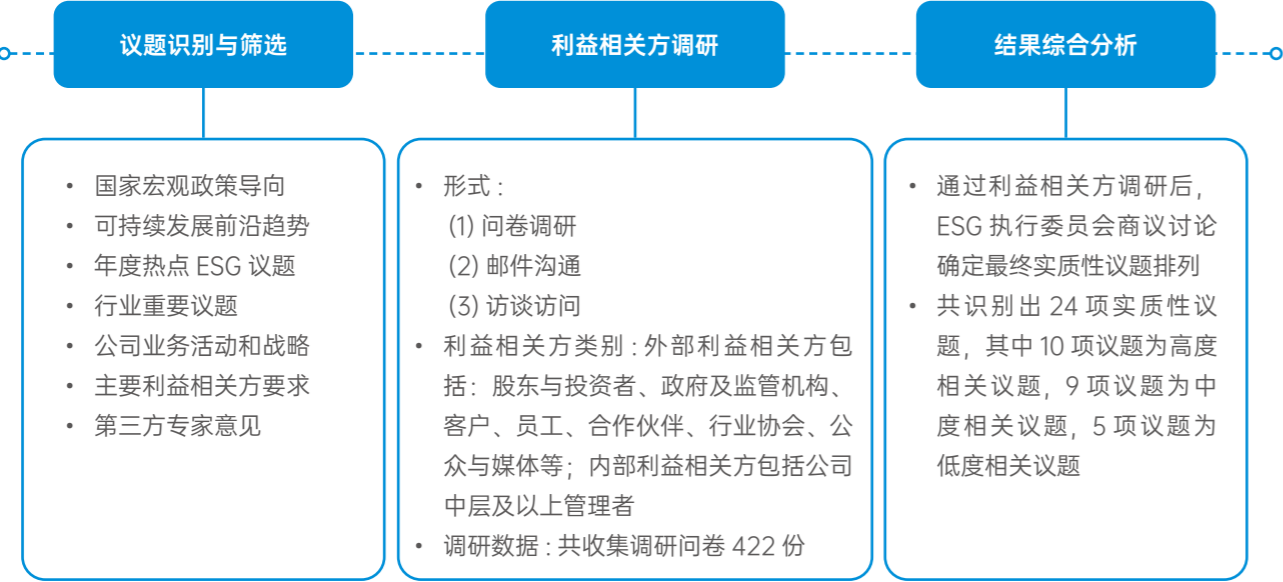 议题识别与筛选
利益相关方调研
结果综合分析
• 国家宏观政策导向
• 可持续发展前沿趋势
• 年度热点 ESG 议题
• 行业重要议题
• 公司业务活动和战略
• 主要利益相关方要求
• 第三方专家意见
• 形式：
(1) 问卷调研
(2) 邮件沟通
(3) 访谈访问
• 利益相关方类别：外部利益相关方包
括：股东与投资者、政府及监管机构、
客户、员工、合作伙伴、行业协会、公
众与媒体等；内部利益相关方包括公司
中层及以上管理者
• 调研数据：共收集调研问卷 422 份
• 通过利益相关方调研后，
ESG 执行委员会商议讨论
确定最终实质性议题排列
• 共识别出 24 项实质性议
题，其中 10 项议题为高度
相关议题，9 项议题为中
度相关议题，5 项议题为
低度相关议题